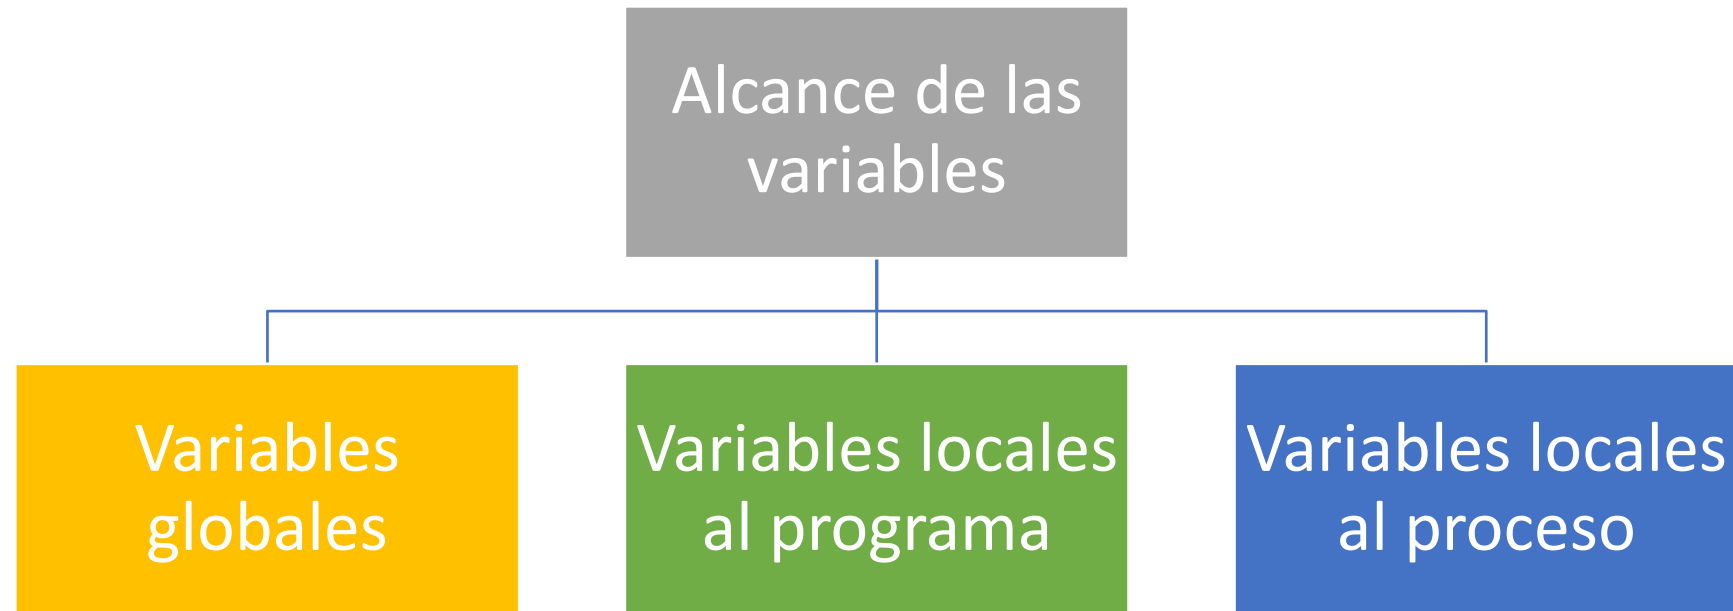 Alcance de las
variables
Variables
globales
Variables locales
al programa
Variables locales
al proceso